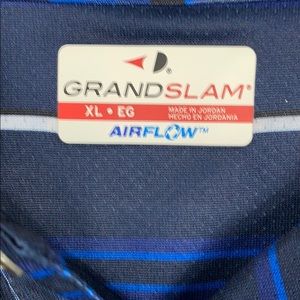 GRANDSLAM®
XL • EG
MADE IN JORDAN
HECHO EN JORDANIA
AIRFLOW™